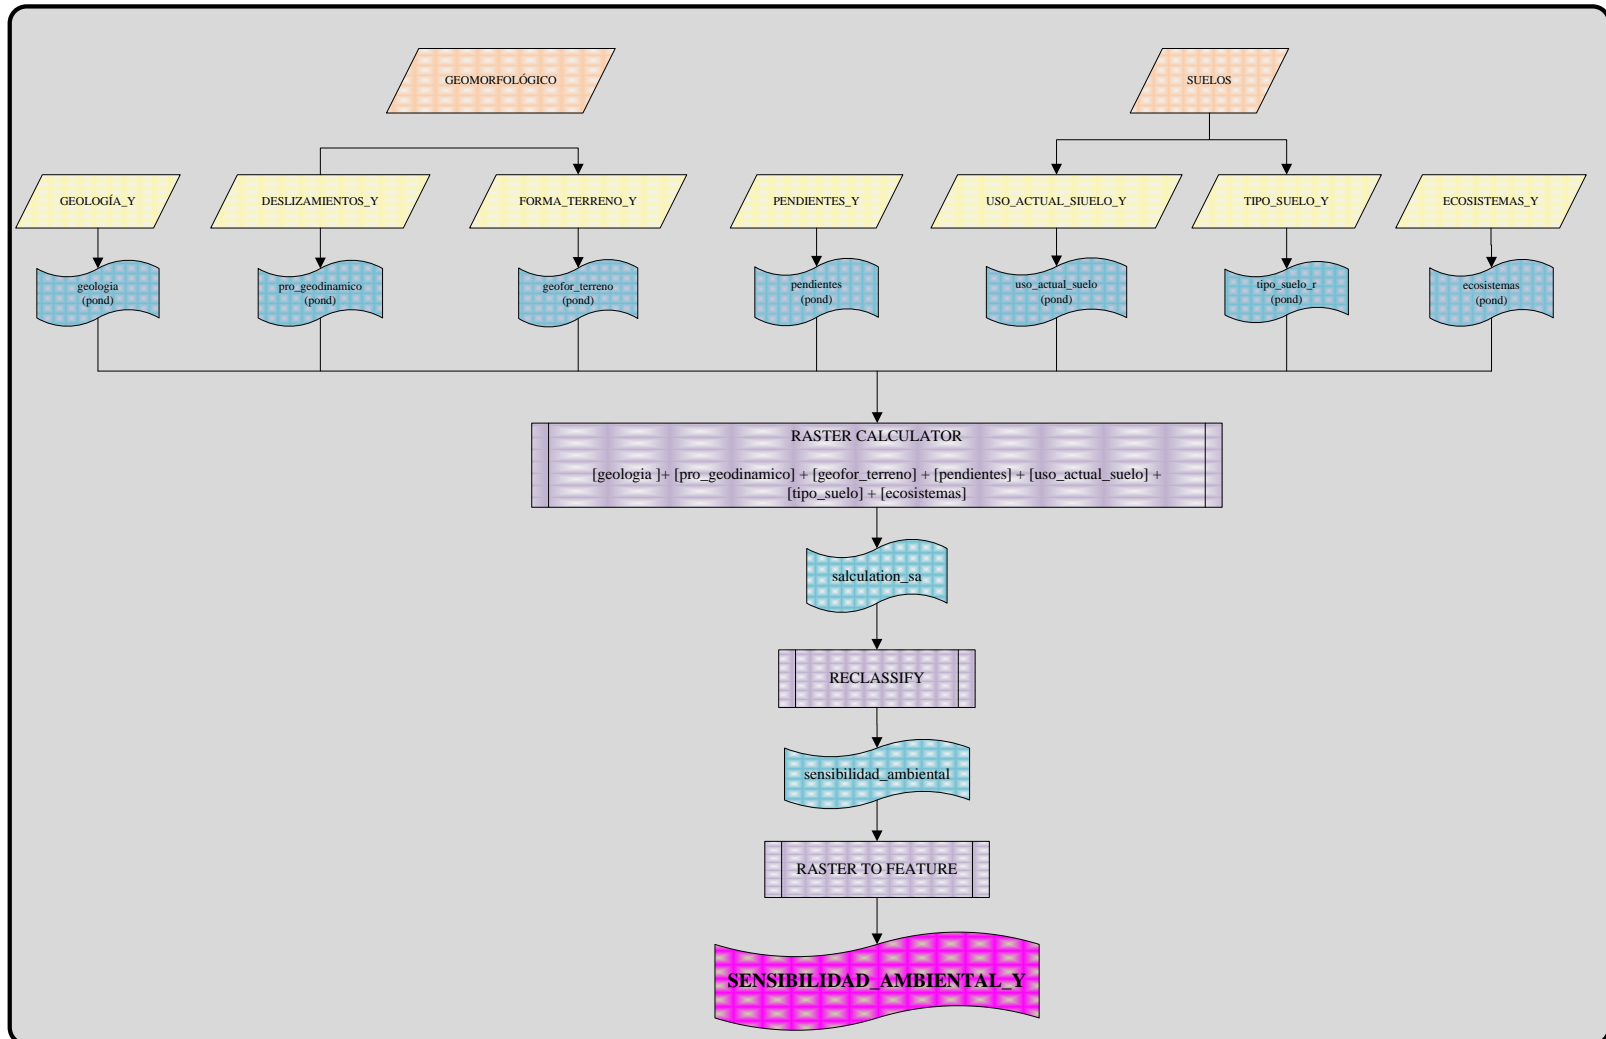 GEOMORFOLÓGICO
SUELOS
GEOLOGÍA_Y
DESLIZAMIENTOS_Y
FORMA_TERRENO_Y
PENDIENTES_Y
USO_ACTUAL_SIUELO_Y
TIPO_SUELO_Y
ECOSISTEMAS_Y
geologia
(pond)
pro_geodinamico
(pond)
geofor_terreno
(pond)
pendientes
(pond)
uso_actual_suelo
(pond)
tipo_suelo_r
(pond)
ecosistemas
(pond)
RASTER CALCULATOR
[geologia ]+ [pro_geodinamico] + [geofor_terreno] + [pendientes] + [uso_actual_suelo] +
[tipo_suelo] + [ecosistemas]
salculation_sa
RECLASSIFY
sensibilidad_ambiental
RASTER TO FEATURE
SENSIBILIDAD_AMBIENTAL_Y